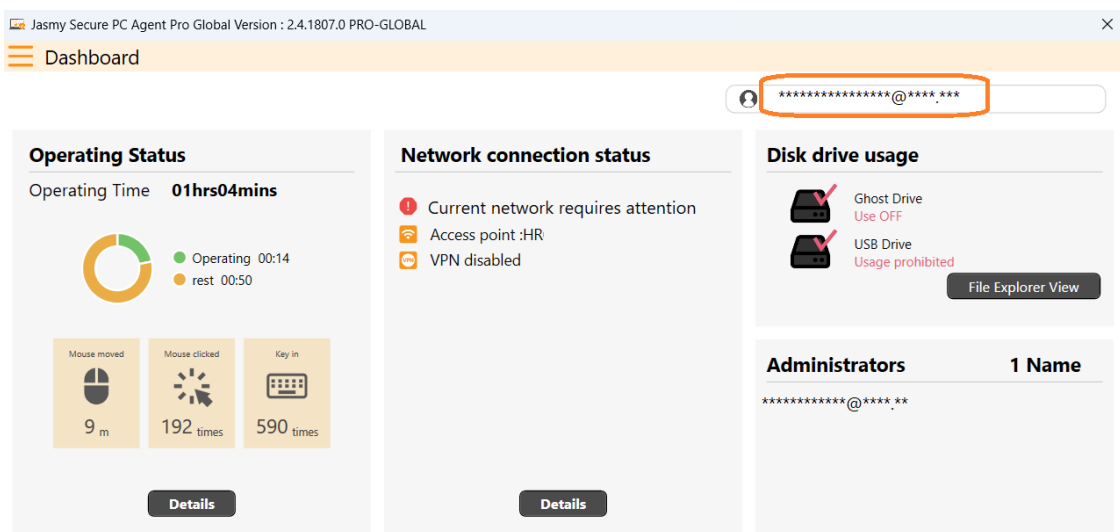 Jasmy Secure PC Agent Pro Global Version : 2.4.1807.0 PRO-GLOBAL
Dashboard
****************@****.***
Operating Status
Operating Time 01hrs04mins
Operating 00:14
rest 00:50
Mouse moved
9 m
Mouse clicked
192 times
Key in
590 times
Details
Network connection status
Current network requires attention
Access point :HR
VPN
VPN disabled
Details
Disk drive usage
Ghost Drive
Use OFF
USB Drive
Usage prohibited
File Explorer View
Administrators 1 Name
************@****.**